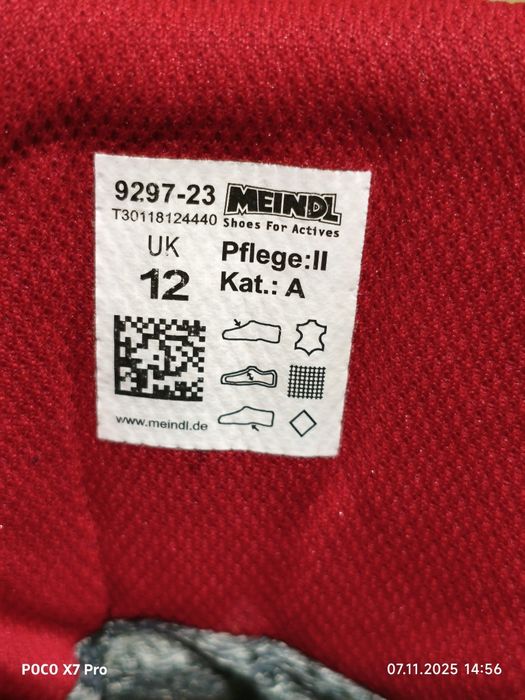 9297-23 MEINDL
T30118124440 Shoes For Actives
UK Pflege:II
12 Kat.: A
www.meindl.de
POCO X7 Pro
07.11.2025 14:56